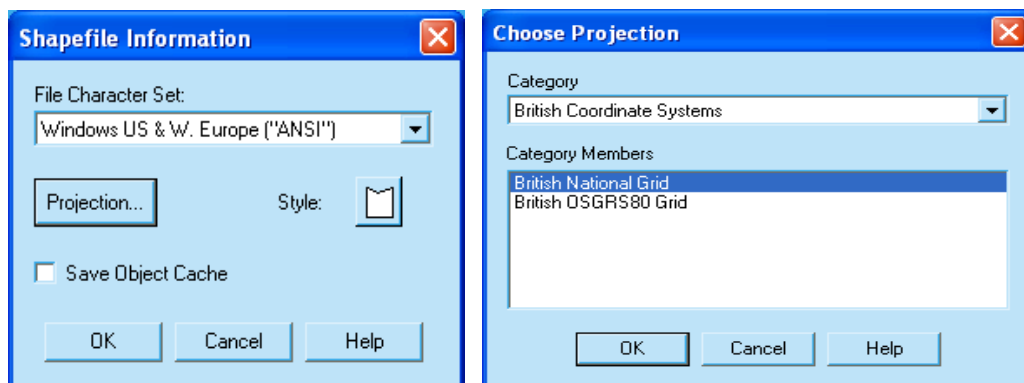 Shapefile Information
File Character Set:
Windows US & W. Europe ("ANSI")
Projection...
Style:
Save Object Cache
OK
Cancel
Help
Choose Projection
Category
British Coordinate Systems
Category Members
British National Grid
British OSGRS80 Grid
OK
Cancel
Help